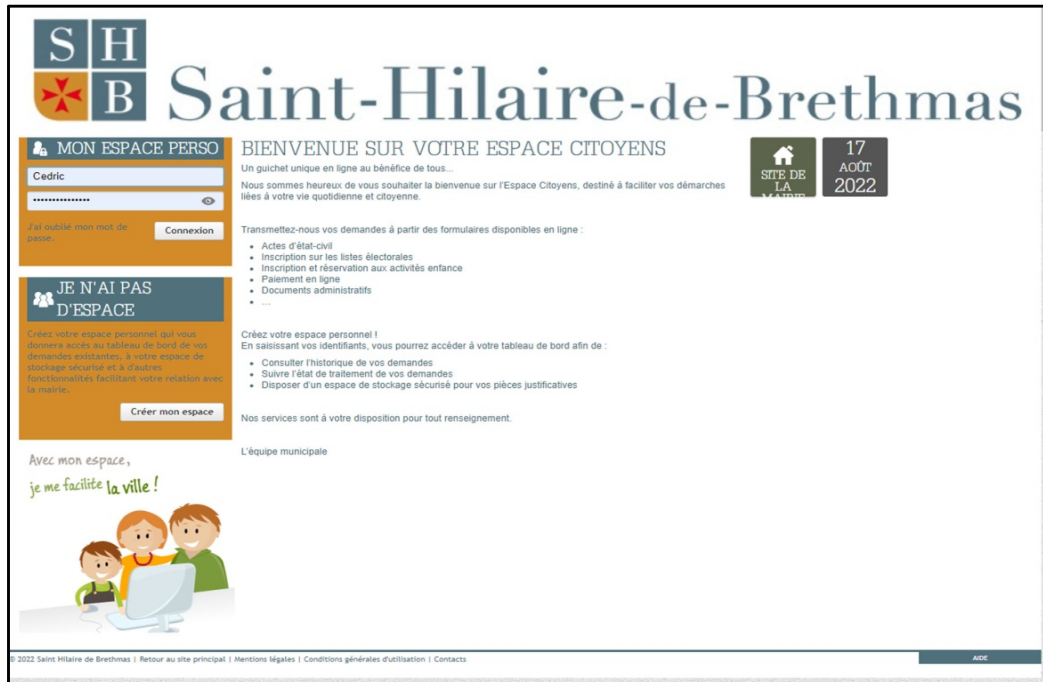 S H
B
Saint-Hilaire-de-Brethmas
MON ESPACE PERSO
Cedric
•••••••••••••••
J'ai oublié mon mot de
passe.
Connexion
JE N'AI PAS
D'ESPACE
Créez votre espace personnel qui vous
donnera accès au tableau de bord de vos
demandes existantes, à votre espace de
stockage sécurisé et à d'autres
fonctionnalités facilitant votre relation avec
la mairie.
Créer mon espace
Avec mon espace,
je me facilite la ville !
BIENVENUE SUR VOTRE ESPACE CITOYENS
Un guichet unique en ligne au bénéfice de tous...
Nous sommes heureux de vous souhaiter la bienvenue sur l'Espace Citoyens, destiné à faciliter vos démarches
liées à votre vie quotidienne et citoyenne.
Transmettez-nous vos demandes à partir des formulaires disponibles en ligne :
• Actes d'état-civil
• Inscription sur les listes électorales
• Inscription et réservation aux activités enfance
• Paiement en ligne
• Documents administratifs
• ...
Créez votre espace personnel !
En saisissant vos identifiants, vous pourrez accéder à votre tableau de bord afin de :
• Consulter l'historique de vos demandes
• Suivre l'état de traitement de vos demandes
• Disposer d'un espace de stockage sécurisé pour vos pièces justificatives
Nos services sont à votre disposition pour tout renseignement.
L'équipe municipale
SITE DE
LA
MAIRIE
17
AOÛT
2022
© 2022 Saint Hilaire de Brethmas | Retour au site principal | Mentions légales | Conditions générales d'utilisation | Contacts
AIDE